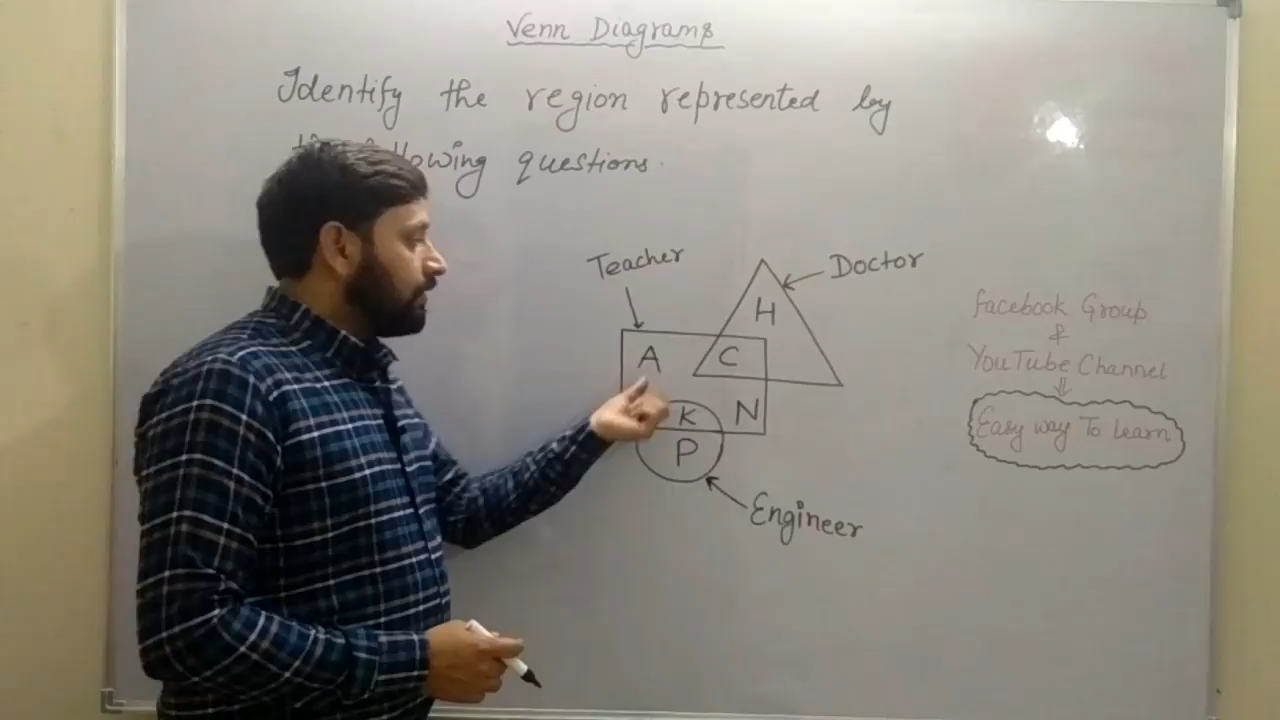 Venn Diagrams
Identify the region represented by
following questions.
Teacher
Doctor
H
A
C
K
N
P
Engineer
facebook Group
&
YouTube Channel
Easy way To learn